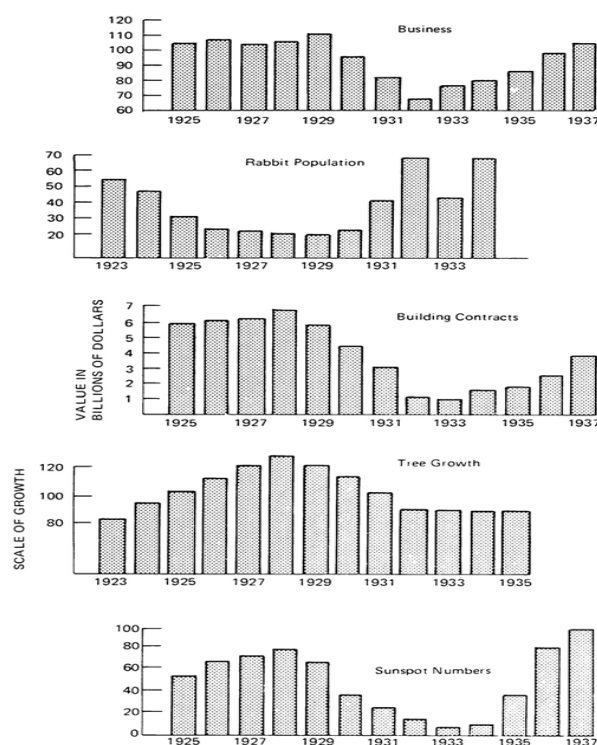 Business
120
110
100
90
80
70
60
1925 1927 1929 1931 1933 1935 1937
Rabbit Population
70
60
50
40
30
20
1923 1925 1927 1929 1931 1933
Building Contracts
VALUE IN
BILLIONS OF DOLLARS
7
6
5
4
3
2
1
1925 1927 1929 1931 1933 1935 1937
Tree Growth
SCALE OF GROWTH
120
100
80
1923 1925 1927 1929 1931 1933 1935
Sunspot Numbers
100
80
60
40
20
0
1925 1927 1929 1931 1933 1935 1937